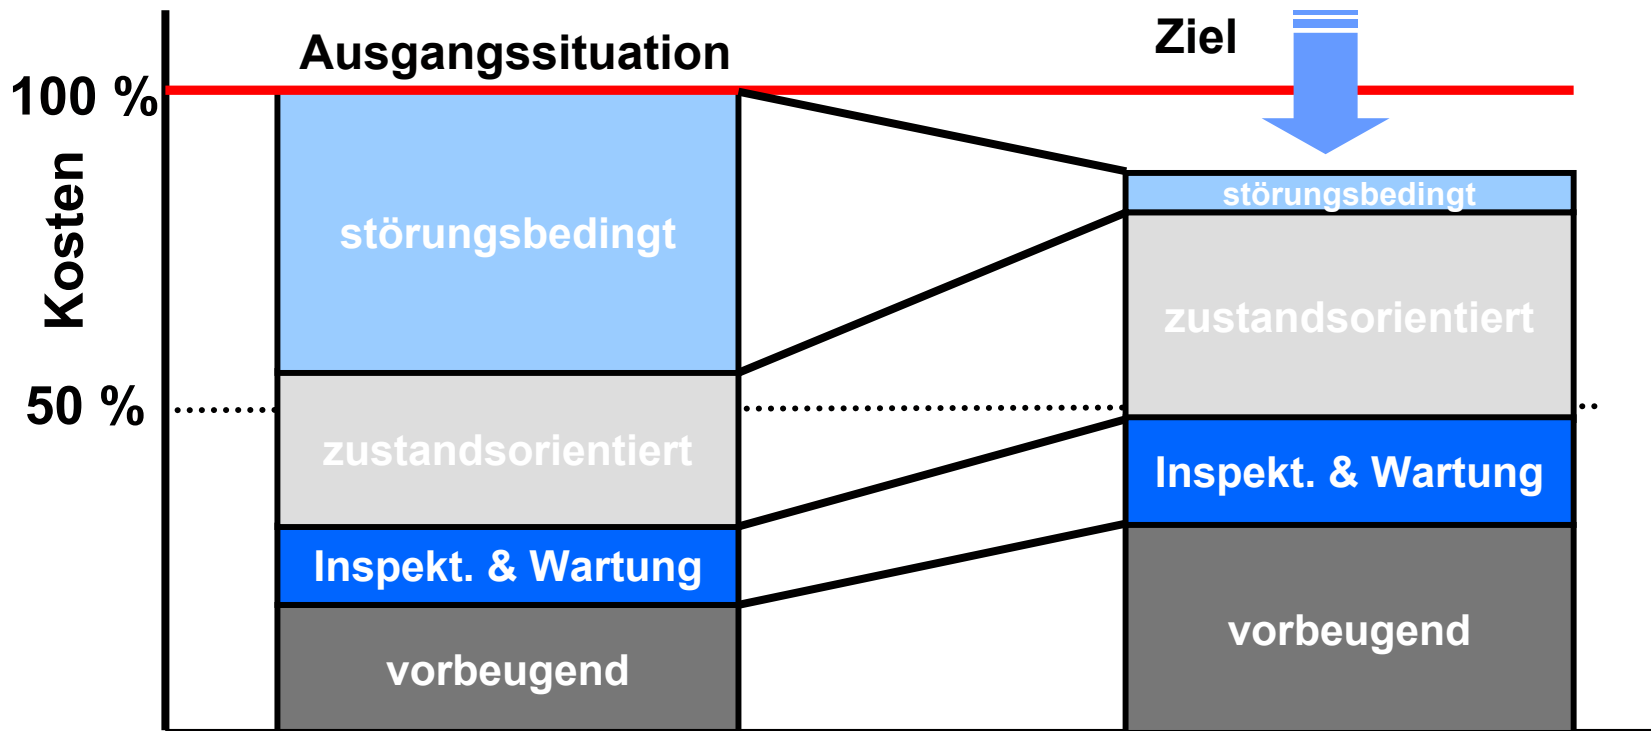 Ausgangssituation
Ziel
100 %
Kosten
50 %
störungsbedingt
zustandsorientiert
Inspekt. & Wartung
vorbeugend
störungsbedingt
zustandsorientiert
Inspekt. & Wartung
vorbeugend